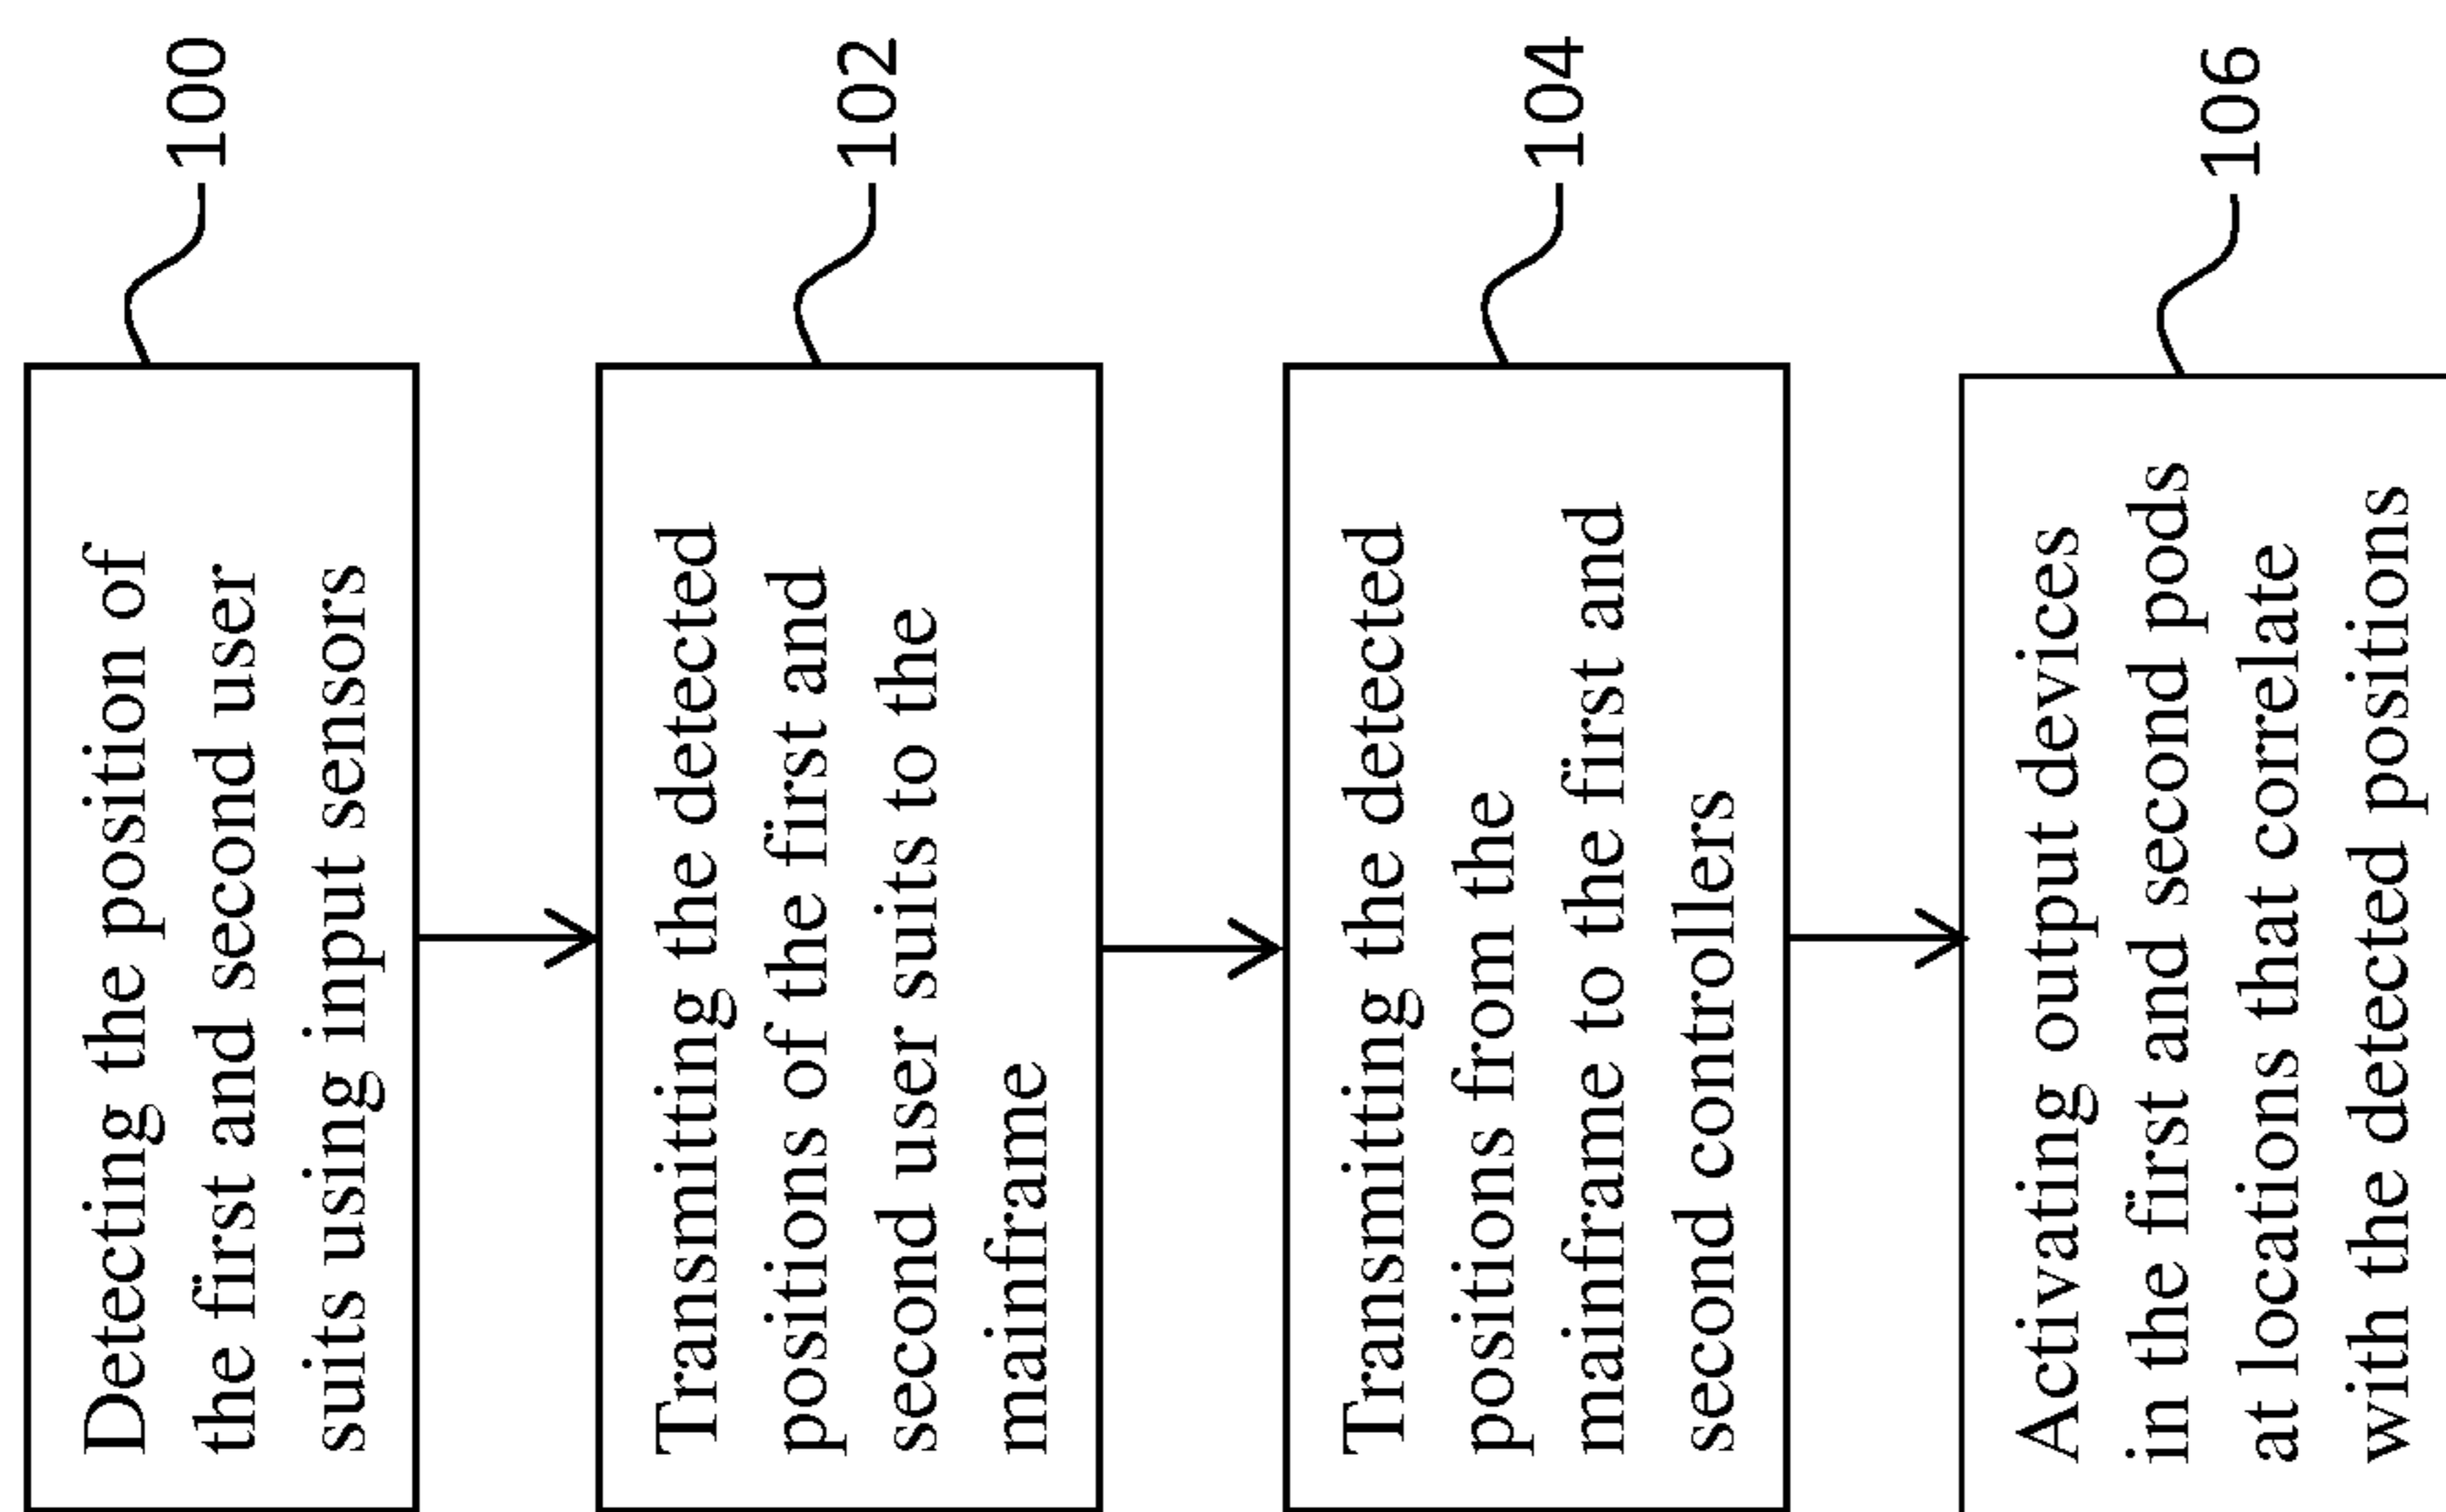 Detecting the position of
the first and second user
suits using input sensors
100
Transmitting the detected
positions of the first and
second user suits to the
mainframe
102
Transmitting the detected
positions from the
mainframe to the first and
second controllers
104
Activating output devices
in the first and second pods
at locations that correlate
with the detected positions
106